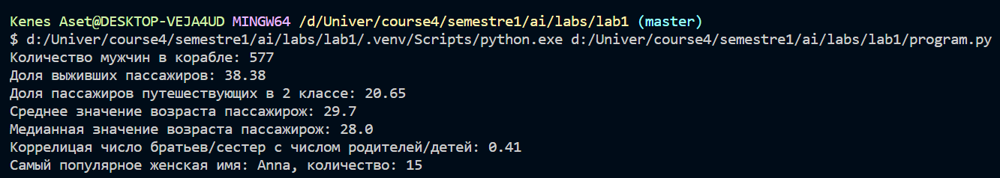 Kenes Aset@DESKTOP-VEJA4UD MINGW64 /d/Univer/course4/semestre1/ai/labs/lab1 (master)
$ d:/Univer/course4/semestre1/ai/labs/lab1/.venv/Scripts/python.exe d:/Univer/course4/semestre1/ai/labs/lab1/program.py
Количество мужчин в корабле: 577
Доля выживших пассажиров: 38.38
Доля пассажиров путешествующих в 2 классе: 20.65
Среднее значение возраста пассажирож: 29.7
Медианная значение возраста пассажирож: 28.0
Коррелицая число братьев/сестер с числом родителей/детей: 0.41
Самый популярное женская имия: Anna, количество: 15